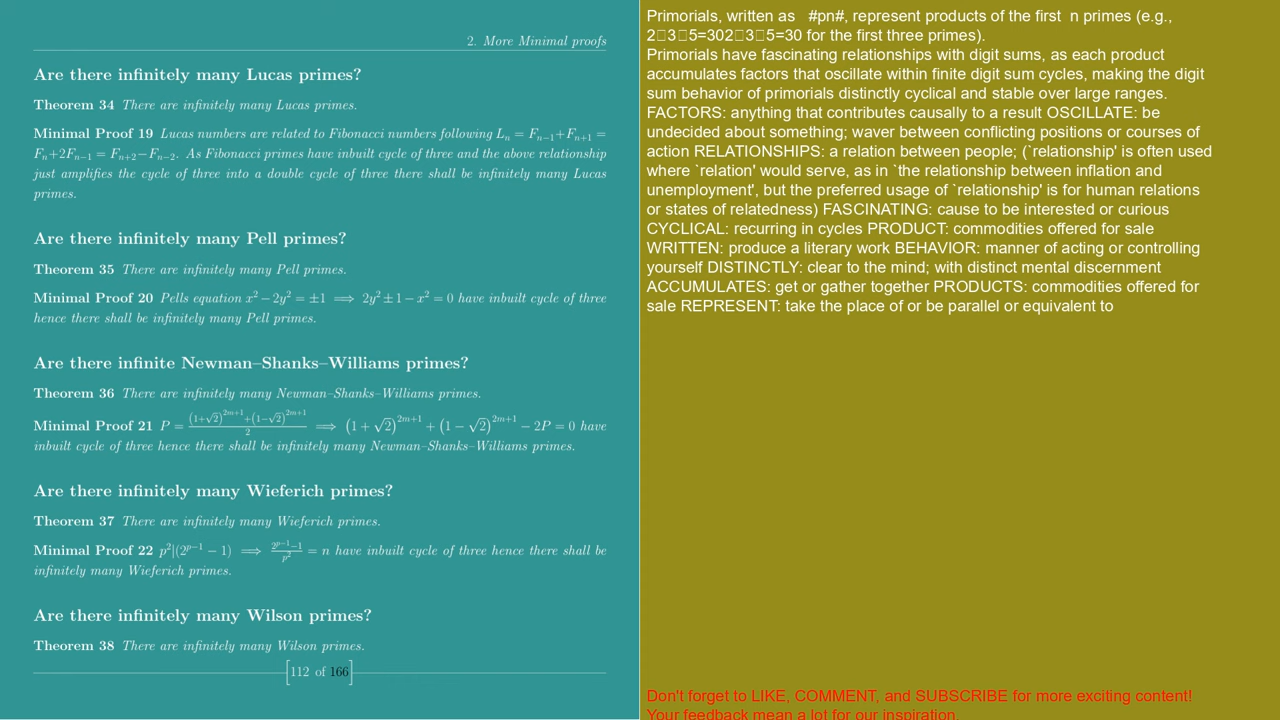 2. More Minimal proofs
Are there infinitely many Lucas primes?
Theorem 34 There are infinitely many Lucas primes.
Minimal Proof 19 Lucas numbers are related to Fibonacci numbers following Lₙ = Fₙ₋₁+Fₙ₊₁ =
Fₙ+2Fₙ₋₁ = Fₙ₊₂−Fₙ₋₂. As Fibonacci primes have inbuilt cycle of three and the above relationship
just amplifies the cycle of three into a double cycle of three there shall be infinitely many Lucas
primes.
Are there infinitely many Pell primes?
Theorem 35 There are infinitely many Pell primes.
Minimal Proof 20 Pells equation x² − 2y² = ±1 ⟹ 2y² ± 1 − x² = 0 have inbuilt cycle of three
hence there shall be infinitely many Pell primes.
Are there infinite Newman–Shanks–Williams primes?
Theorem 36 There are infinitely many Newman–Shanks–Williams primes.
Minimal Proof 21 P = ((1+√2)^(2m+1)+(1−√2)^(2m+1))/2 ⟹ (1 + √2)^(2m+1) + (1 − √2)^(2m+1) − 2P = 0 have
inbuilt cycle of three hence there shall be infinitely many Newman–Shanks–Williams primes.
Are there infinitely many Wieferich primes?
Theorem 37 There are infinitely many Wieferich primes.
Minimal Proof 22 p²|(2^(p−1) − 1) ⟹ (2^(p−1)−1)/p² = n have inbuilt cycle of three hence there shall be
infinitely many Wieferich primes.
Are there infinitely many Wilson primes?
Theorem 38 There are infinitely many Wilson primes.
[112 of 166]
Primorials, written as   #pn#, represent products of the first  n primes (e.g.,
2□3□5=302□3□5=30 for the first three primes).
Primorials have fascinating relationships with digit sums, as each product
accumulates factors that oscillate within finite digit sum cycles, making the digit
sum behavior of primorials distinctly cyclical and stable over large ranges.
FACTORS: anything that contributes causally to a result OSCILLATE: be
undecided about something; waver between conflicting positions or courses of
action RELATIONSHIPS: a relation between people; (`relationship' is often used
where `relation' would serve, as in `the relationship between inflation and
unemployment', but the preferred usage of `relationship' is for human relations
or states of relatedness) FASCINATING: cause to be interested or curious
CYCLICAL: recurring in cycles PRODUCT: commodities offered for sale
WRITTEN: produce a literary work BEHAVIOR: manner of acting or controlling
yourself DISTINCTLY: clear to the mind; with distinct mental discernment
ACCUMULATES: get or gather together PRODUCTS: commodities offered for
sale REPRESENT: take the place of or be parallel or equivalent to
Don't forget to LIKE, COMMENT, and SUBSCRIBE for more exciting content!
Your feedback mean a lot for our inspiration.